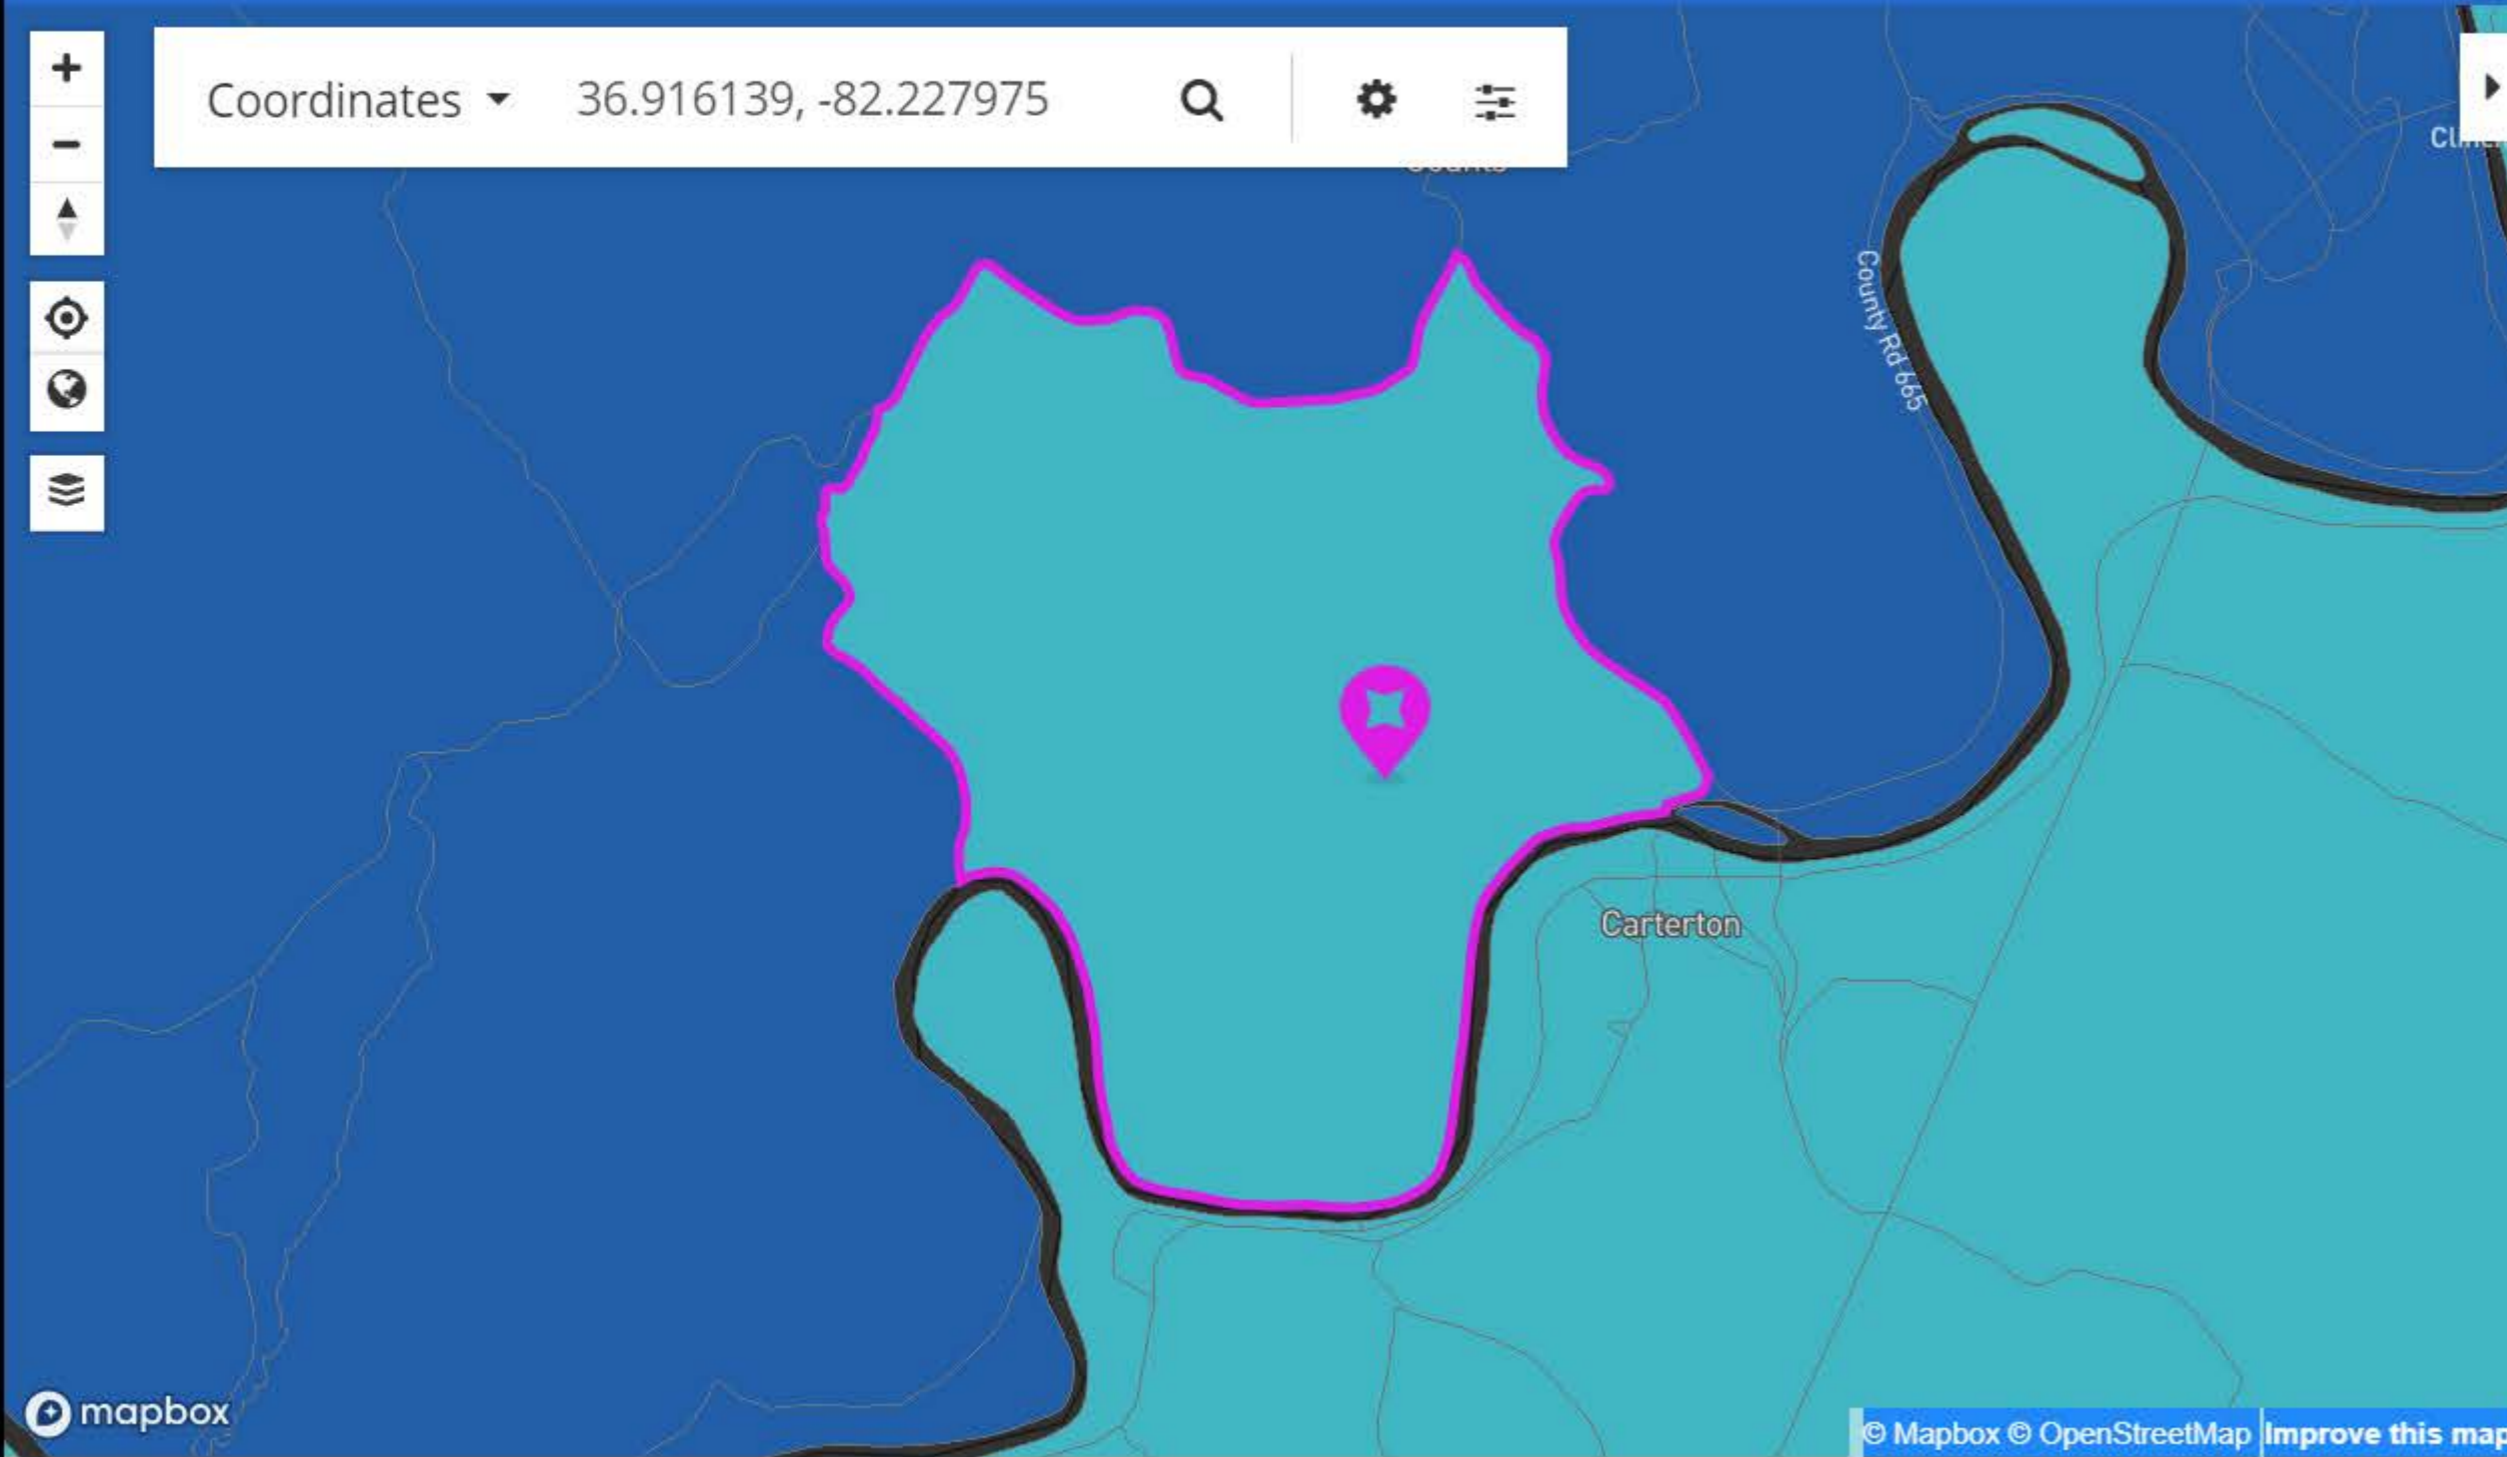 Coordinates 36.916139, -82.227975
County Rd 665
Carterton
mapbox
© Mapbox © OpenStreetMap Improve this map